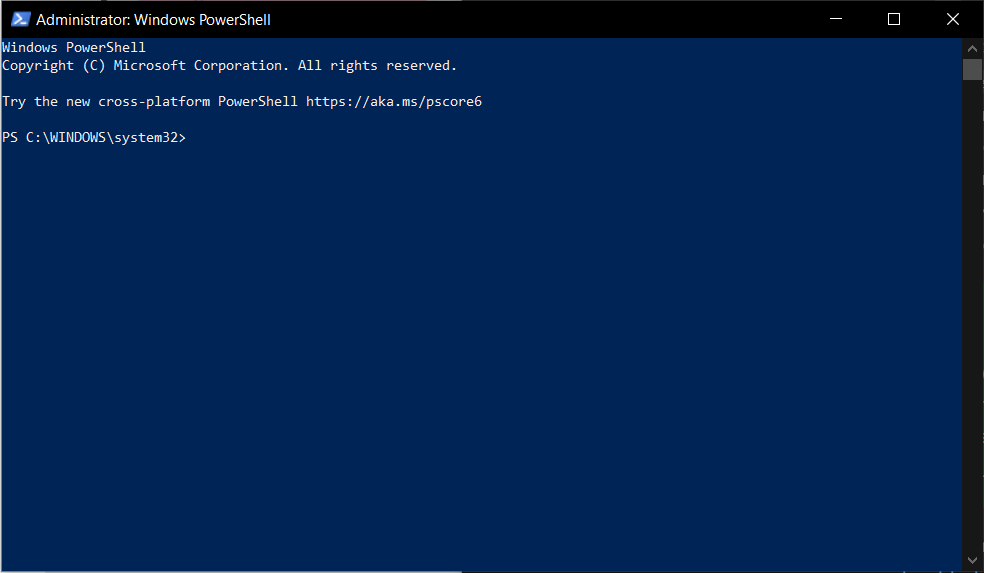 Administrator: Windows PowerShell
Windows PowerShell
Copyright (C) Microsoft Corporation. All rights reserved.
Try the new cross-platform PowerShell https://aka.ms/pscore6
PS C:\WINDOWS\system32>